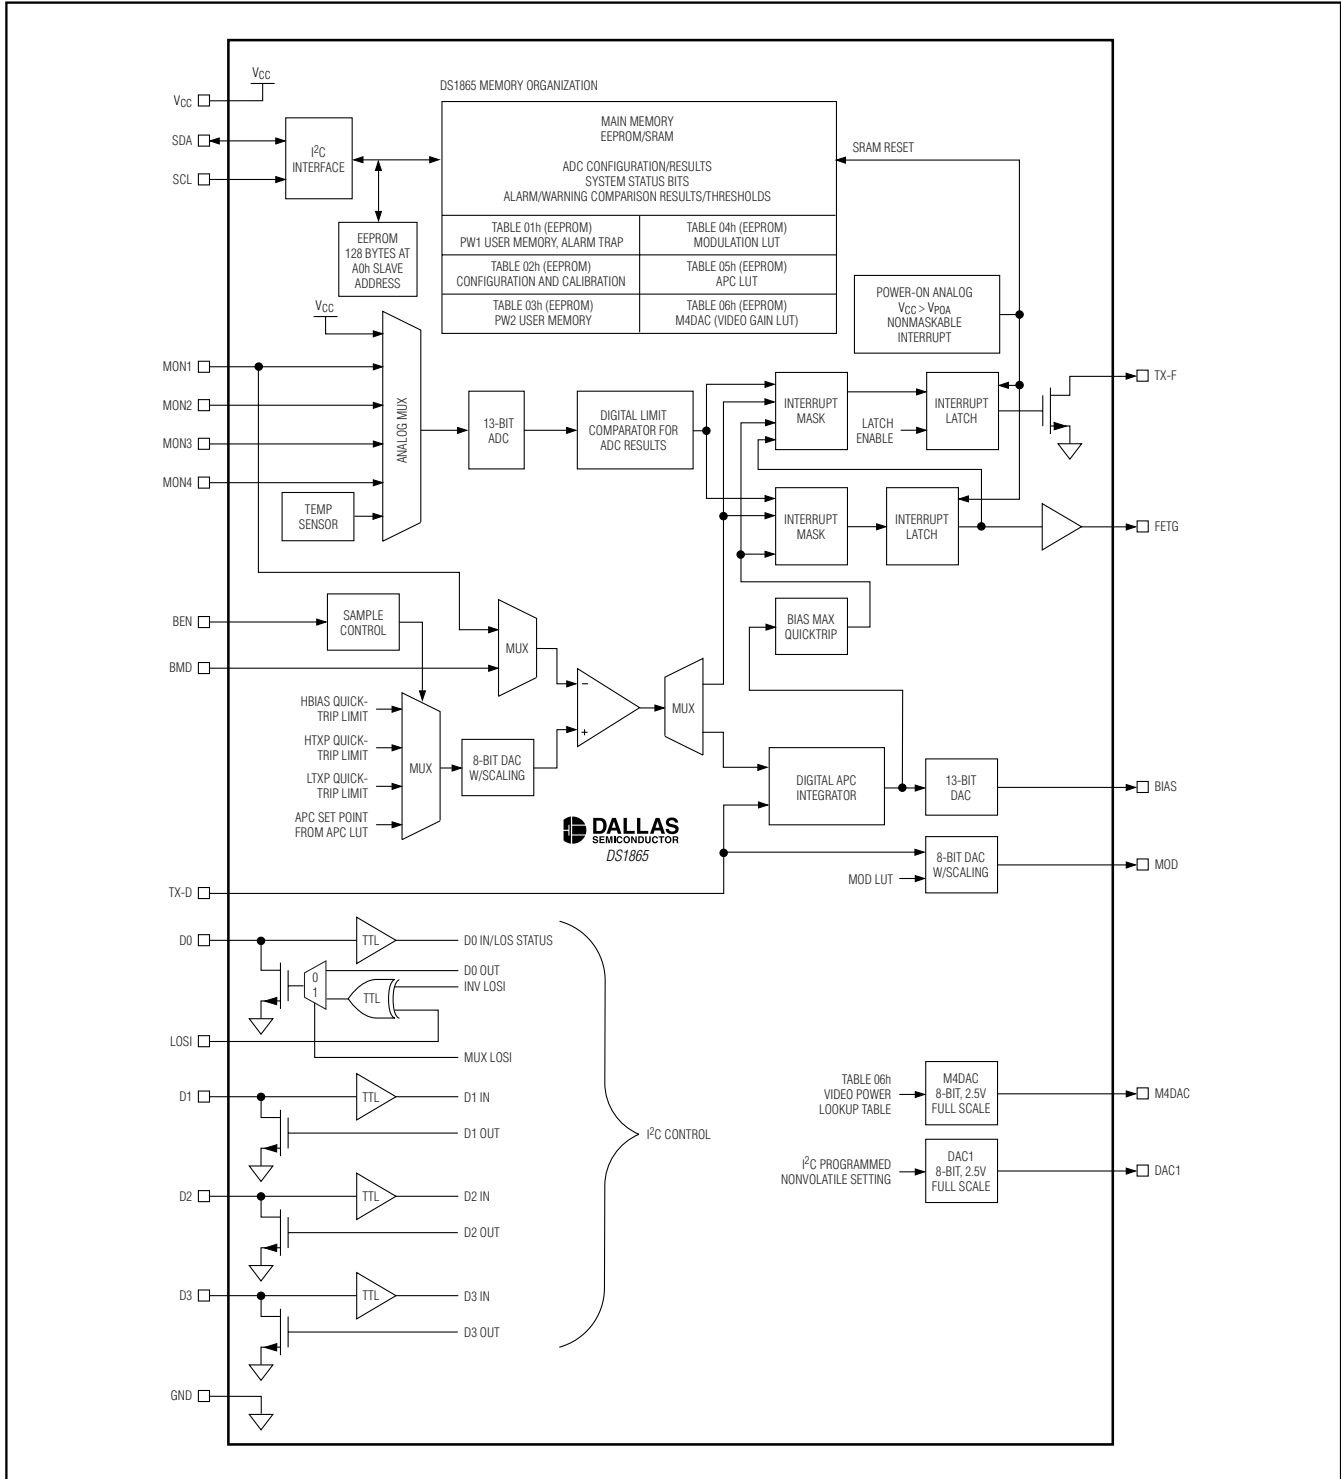 DS1865 MEMORY ORGANIZATION
VCC
VCC
SDA
SCL
I2C
INTERFACE
MAIN MEMORY
EEPROM/SRAM
ADC CONFIGURATION/RESULTS
SYSTEM STATUS BITS
ALARM/WARNING COMPARISON RESULTS/THRESHOLDS
SRAM RESET
EEPROM
128 BYTES AT
A0h SLAVE
ADDRESS
TABLE 01h (EEPROM)
PW1 USER MEMORY, ALARM TRAP
TABLE 04h (EEPROM)
MODULATION LUT
TABLE 02h (EEPROM)
CONFIGURATION AND CALIBRATION
TABLE 05h (EEPROM)
APC LUT
TABLE 03h (EEPROM)
PW2 USER MEMORY
TABLE 06h (EEPROM)
M4DAC (VIDEO GAIN LUT)
POWER-ON ANALOG
VCC > VPOA
NONMASKABLE
INTERRUPT
VCC
MON1
MON2
MON3
MON4
ANALOG MUX
TEMP
SENSOR
13-BIT
ADC
DIGITAL LIMIT
COMPARATOR FOR
ADC RESULTS
INTERRUPT
MASK
LATCH
ENABLE
INTERRUPT
LATCH
TX-F
INTERRUPT
MASK
INTERRUPT
LATCH
FETG
BEN
SAMPLE
CONTROL
BMD
MUX
BIAS MAX
QUICKTRIP
HBIAS QUICK-
TRIP LIMIT
HTXP QUICK-
TRIP LIMIT
LTXP QUICK-
TRIP LIMIT
APC SET POINT
FROM APC LUT
MUX
8-BIT DAC
W/SCALING
−
+
MUX
DIGITAL APC
INTEGRATOR
13-BIT
DAC
BIAS
DALLAS
SEMICONDUCTOR
DS1865
8-BIT DAC
W/SCALING
MOD LUT
MOD
TX-D
D0
TTL
D0 IN/LOS STATUS
0
1
TTL
D0 OUT
INV LOSI
LOSI
MUX LOSI
D1
TTL
D1 IN
D1 OUT
I2C CONTROL
D2
TTL
D2 IN
D2 OUT
D3
TTL
D3 IN
D3 OUT
GND
TABLE 06h
VIDEO POWER
LOOKUP TABLE
M4DAC
8-BIT, 2.5V
FULL SCALE
M4DAC
I2C PROGRAMMED
NONVOLATILE SETTING
DAC1
8-BIT, 2.5V
FULL SCALE
DAC1